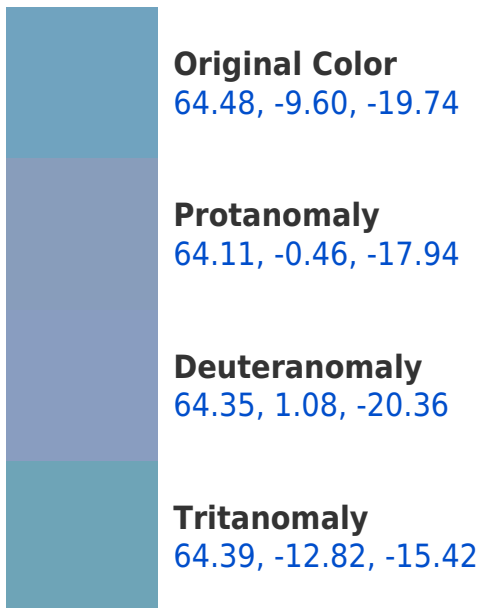 Original Color
64.48, -9.60, -19.74
Protanomaly
64.11, -0.46, -17.94
Deuteranomaly
64.35, 1.08, -20.36
Tritanomaly
64.39, -12.82, -15.42